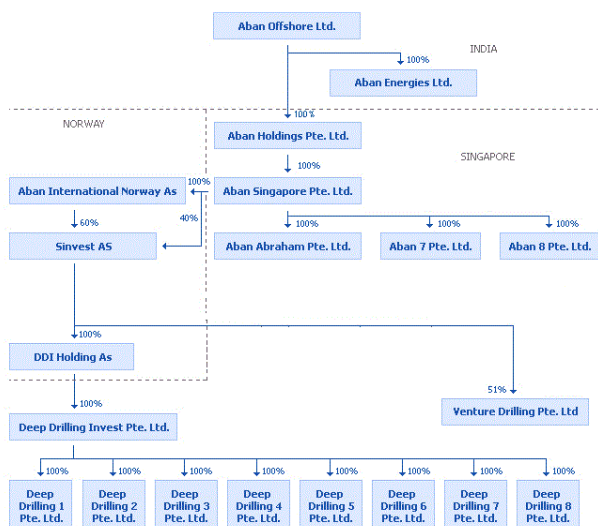 Aban Offshore Ltd.
INDIA
100%
Aban Energies Ltd.
100%
NORWAY
Aban Holdings Pte. Ltd.
SINGAPORE
100%
Aban International Norway As
100%
Aban Singapore Pte. Ltd.
60%
40%
100%
100%
100%
Sinvest AS
Aban Abraham Pte. Ltd.
Aban 7 Pte. Ltd.
Aban 8 Pte. Ltd.
100%
DDI Holding As
51%
100%
Venture Drilling Pte. Ltd
Deep Drilling Invest Pte. Ltd.
100%
100%
100%
100%
100%
100%
100%
100%
Deep Drilling 1 Pte. Ltd.
Deep Drilling 2 Pte. Ltd.
Deep Drilling 3 Pte. Ltd.
Deep Drilling 4 Pte. Ltd.
Deep Drilling 5 Pte. Ltd.
Deep Drilling 6 Pte. Ltd.
Deep Drilling 7 Pte. Ltd.
Deep Drilling 8 Pte. Ltd.